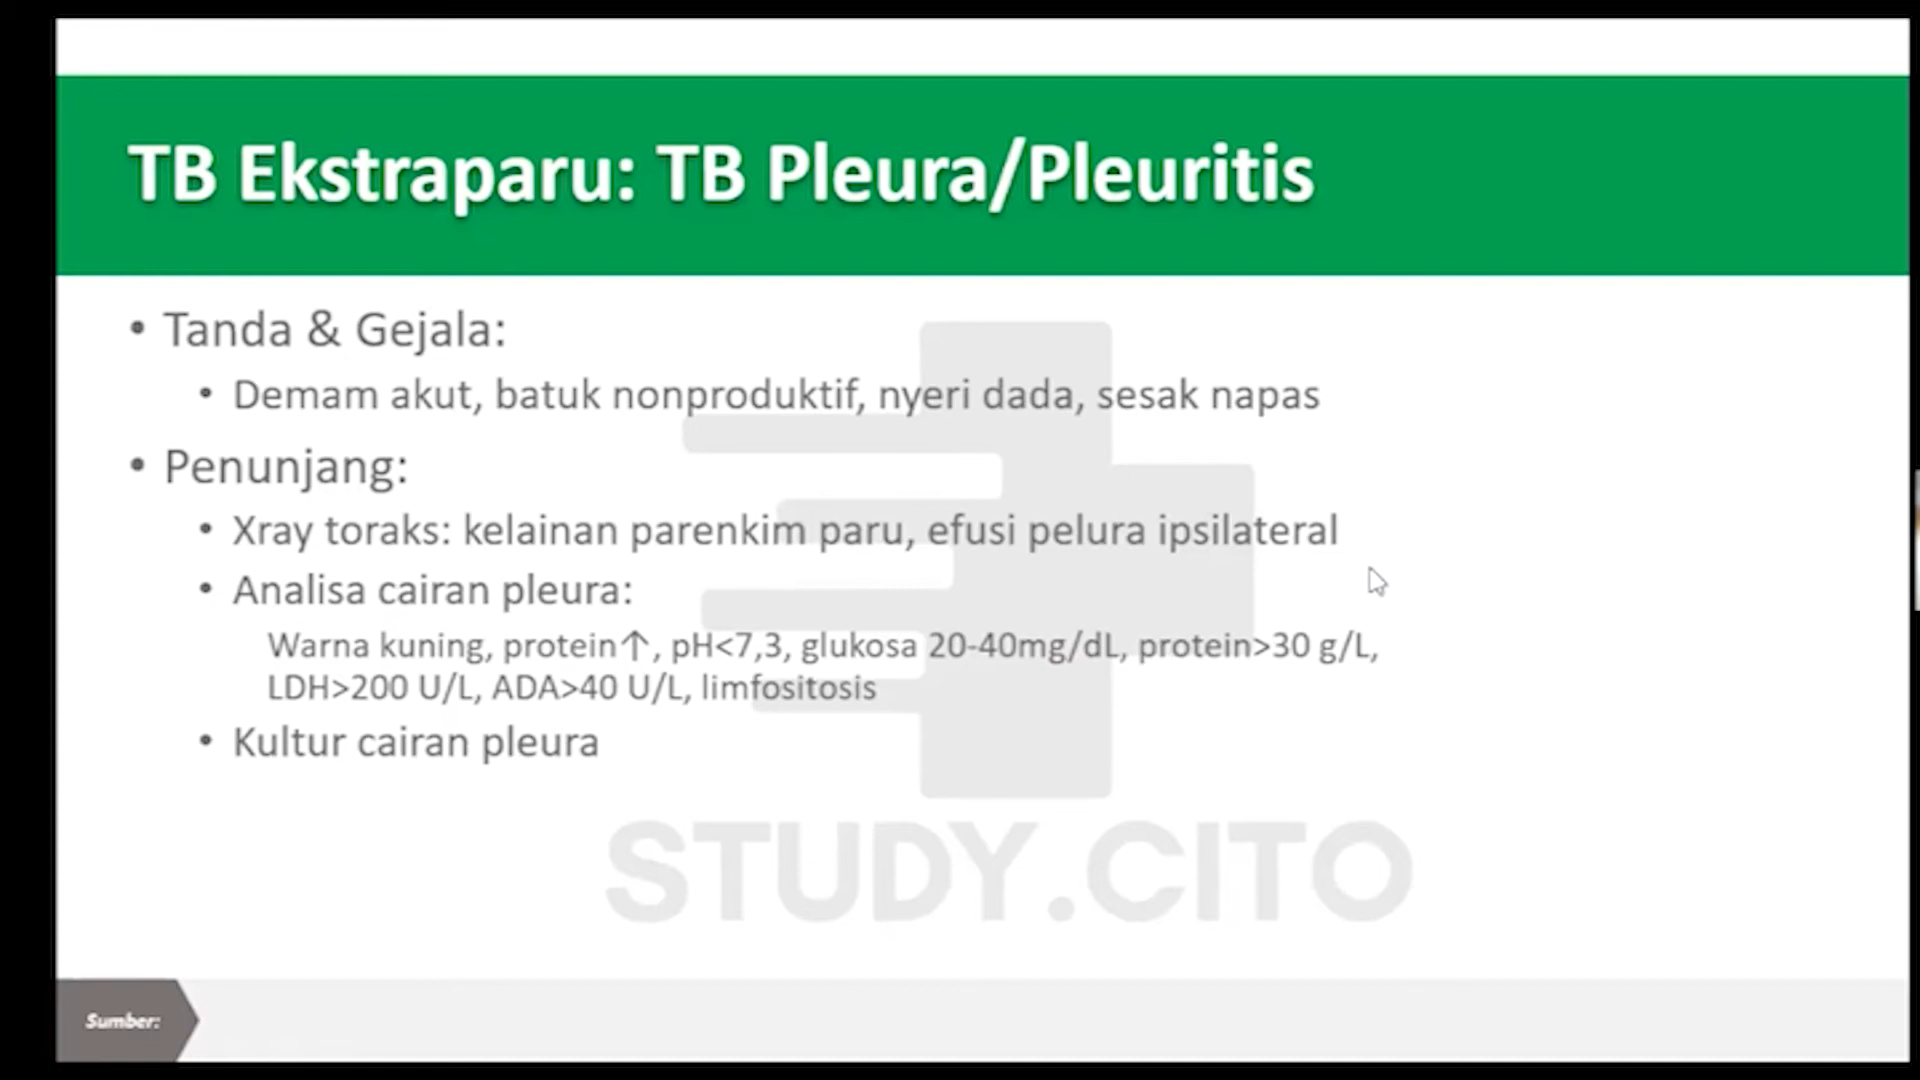 TB Ekstraparu: TB Pleura/Pleuritis
• Tanda & Gejala:
• Demam akut, batuk nonproduktif, nyeri dada, sesak napas
• Penunjang:
• Xray toraks: kelainan parenkim paru, efusi pelura ipsilateral
• Analisa cairan pleura:
Warna kuning, protein↑, pH<7,3, glukosa 20-40mg/dL, protein>30 g/L,
LDH>200 U/L, ADA>40 U/L, limfositosis
• Kultur cairan pleura
STUDY.CITO
Sumber: